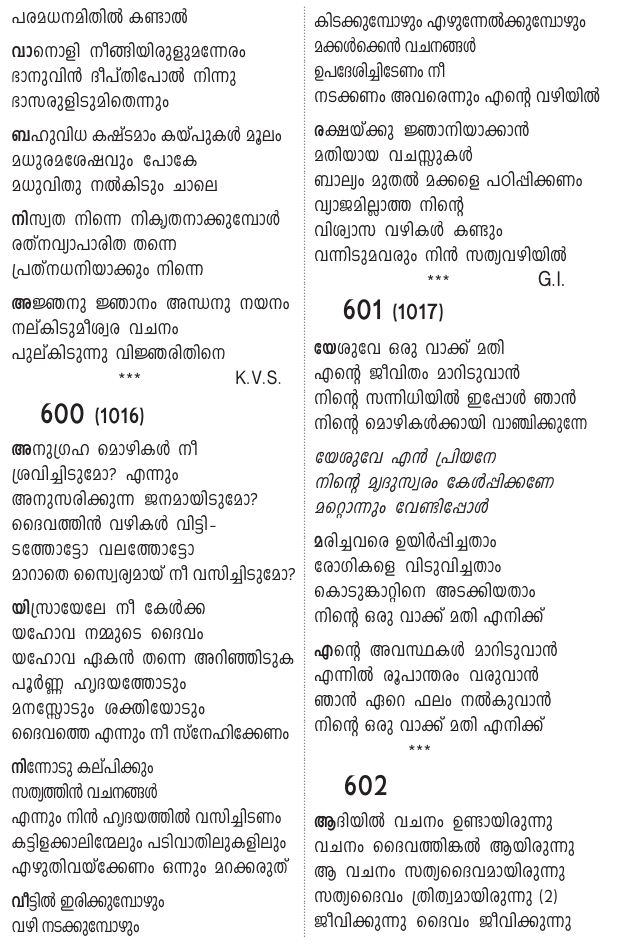 പരമധനമിതിൽ കണ്ടാൽ
വാനൊളി നീങ്ങിയിരുളുമന്നേരം
ഭാനുവിൻ ദീപ്തിപോൽ നിന്നു
ഭാസരുളിടുമിതെന്നും
ബഹുവിധ കഷ്ടമാം കയ്പുകൾ മൂലം
മധുരമശേഷവും പോകേ
മധുവിതു നൽകിടും ചാലെ
നിസ്വത നിന്നെ നികൃതനാക്കുമ്പോൾ
രത്നവ്യാപാരിത തന്നെ
പ്രത്നധനിയാക്കും നിന്നെ
അജ്ഞനു ജ്ഞാനം അന്ധനു നയനം
നല്കിടുമീശ്വര വചനം
പുല്കിടുന്നു വിജ്ഞരിതിനെ
*** K.V.S.
600 (1016)
അനുഗ്രഹ മൊഴികൾ നീ
ശ്രവിച്ചിടുമോ? എന്നും
അനുസരിക്കുന്ന ജനമായിടുമോ?
ദൈവത്തിൻ വഴികൾ വിട്ടി-
ടത്തോട്ടോ വലത്തോട്ടോ
മാറാതെ സ്വൈര്യമായ് നീ വസിച്ചിടുമോ?
യിസ്രായേലേ നീ കേൾക്ക
യഹോവ നമ്മുടെ ദൈവം
യഹോവ ഏകൻ തന്നെ അറിഞ്ഞിടുക
പൂർണ്ണ ഹൃദയത്തോടും
മനസ്സോടും ശക്തിയോടും
ദൈവത്തെ എന്നും നീ സ്നേഹിക്കേണം
നിന്നോടു കല്പിക്കും
സത്യത്തിൻ വചനങ്ങൾ
എന്നും നിൻ ഹൃദയത്തിൽ വസിച്ചിടണം
കട്ടിളക്കാലിന്മേലും പടിവാതിലുകളിലും
എഴുതിവയ്ക്കേണം ഒന്നും മറക്കരുത്
വീട്ടിൽ ഇരിക്കുമ്പോഴും
വഴി നടക്കുമ്പോഴും
കിടക്കുമ്പോഴും എഴുന്നേൽക്കുമ്പോഴും
മക്കൾക്കെൻ വചനങ്ങൾ
ഉപദേശിച്ചിടേണം നീ
നടക്കണം അവരെന്നും എന്റെ വഴിയിൽ
രക്ഷയ്ക്കു ജ്ഞാനിയാക്കാൻ
മതിയായ വചസ്സുകൾ
ബാല്യം മുതൽ മക്കളെ പഠിപ്പിക്കണം
വ്യാജമില്ലാത്ത നിന്റെ
വിശ്വാസ വഴികൾ കണ്ടും
വന്നിടുമവരും നിൻ സത്യവഴിയിൽ
*** G.I.
601 (1017)
യേശുവേ ഒരു വാക്ക് മതി
എന്റെ ജീവിതം മാറിടുവാൻ
നിന്റെ സന്നിധിയിൽ ഇപ്പോൾ ഞാൻ
നിന്റെ മൊഴികൾക്കായി വാഞ്ചിക്കുന്നേ
യേശുവേ എൻ പ്രിയനേ
നിന്റെ മൃദുസ്വരം കേൾപ്പിക്കണേ
മറ്റൊന്നും വേണ്ടിപ്പോൾ
മരിച്ചവരെ ഉയിർപ്പിച്ചതാം
രോഗികളെ വിടുവിച്ചതാം
കൊടുങ്കാറ്റിനെ അടക്കിയതാം
നിന്റെ ഒരു വാക്ക് മതി എനിക്ക്
എന്റെ അവസ്ഥകൾ മാറിടുവാൻ
എന്നിൽ രൂപാന്തരം വരുവാൻ
ഞാൻ ഏറെ ഫലം നൽകുവാൻ
നിന്റെ ഒരു വാക്ക് മതി എനിക്ക്
***
602
ആദിയിൽ വചനം ഉണ്ടായിരുന്നു
വചനം ദൈവത്തിങ്കൽ ആയിരുന്നു
ആ വചനം സത്യദൈവമായിരുന്നു
സത്യദൈവം ത്രിത്വമായിരുന്നു (2)
ജീവിക്കുന്നു ദൈവം ജീവിക്കുന്നു